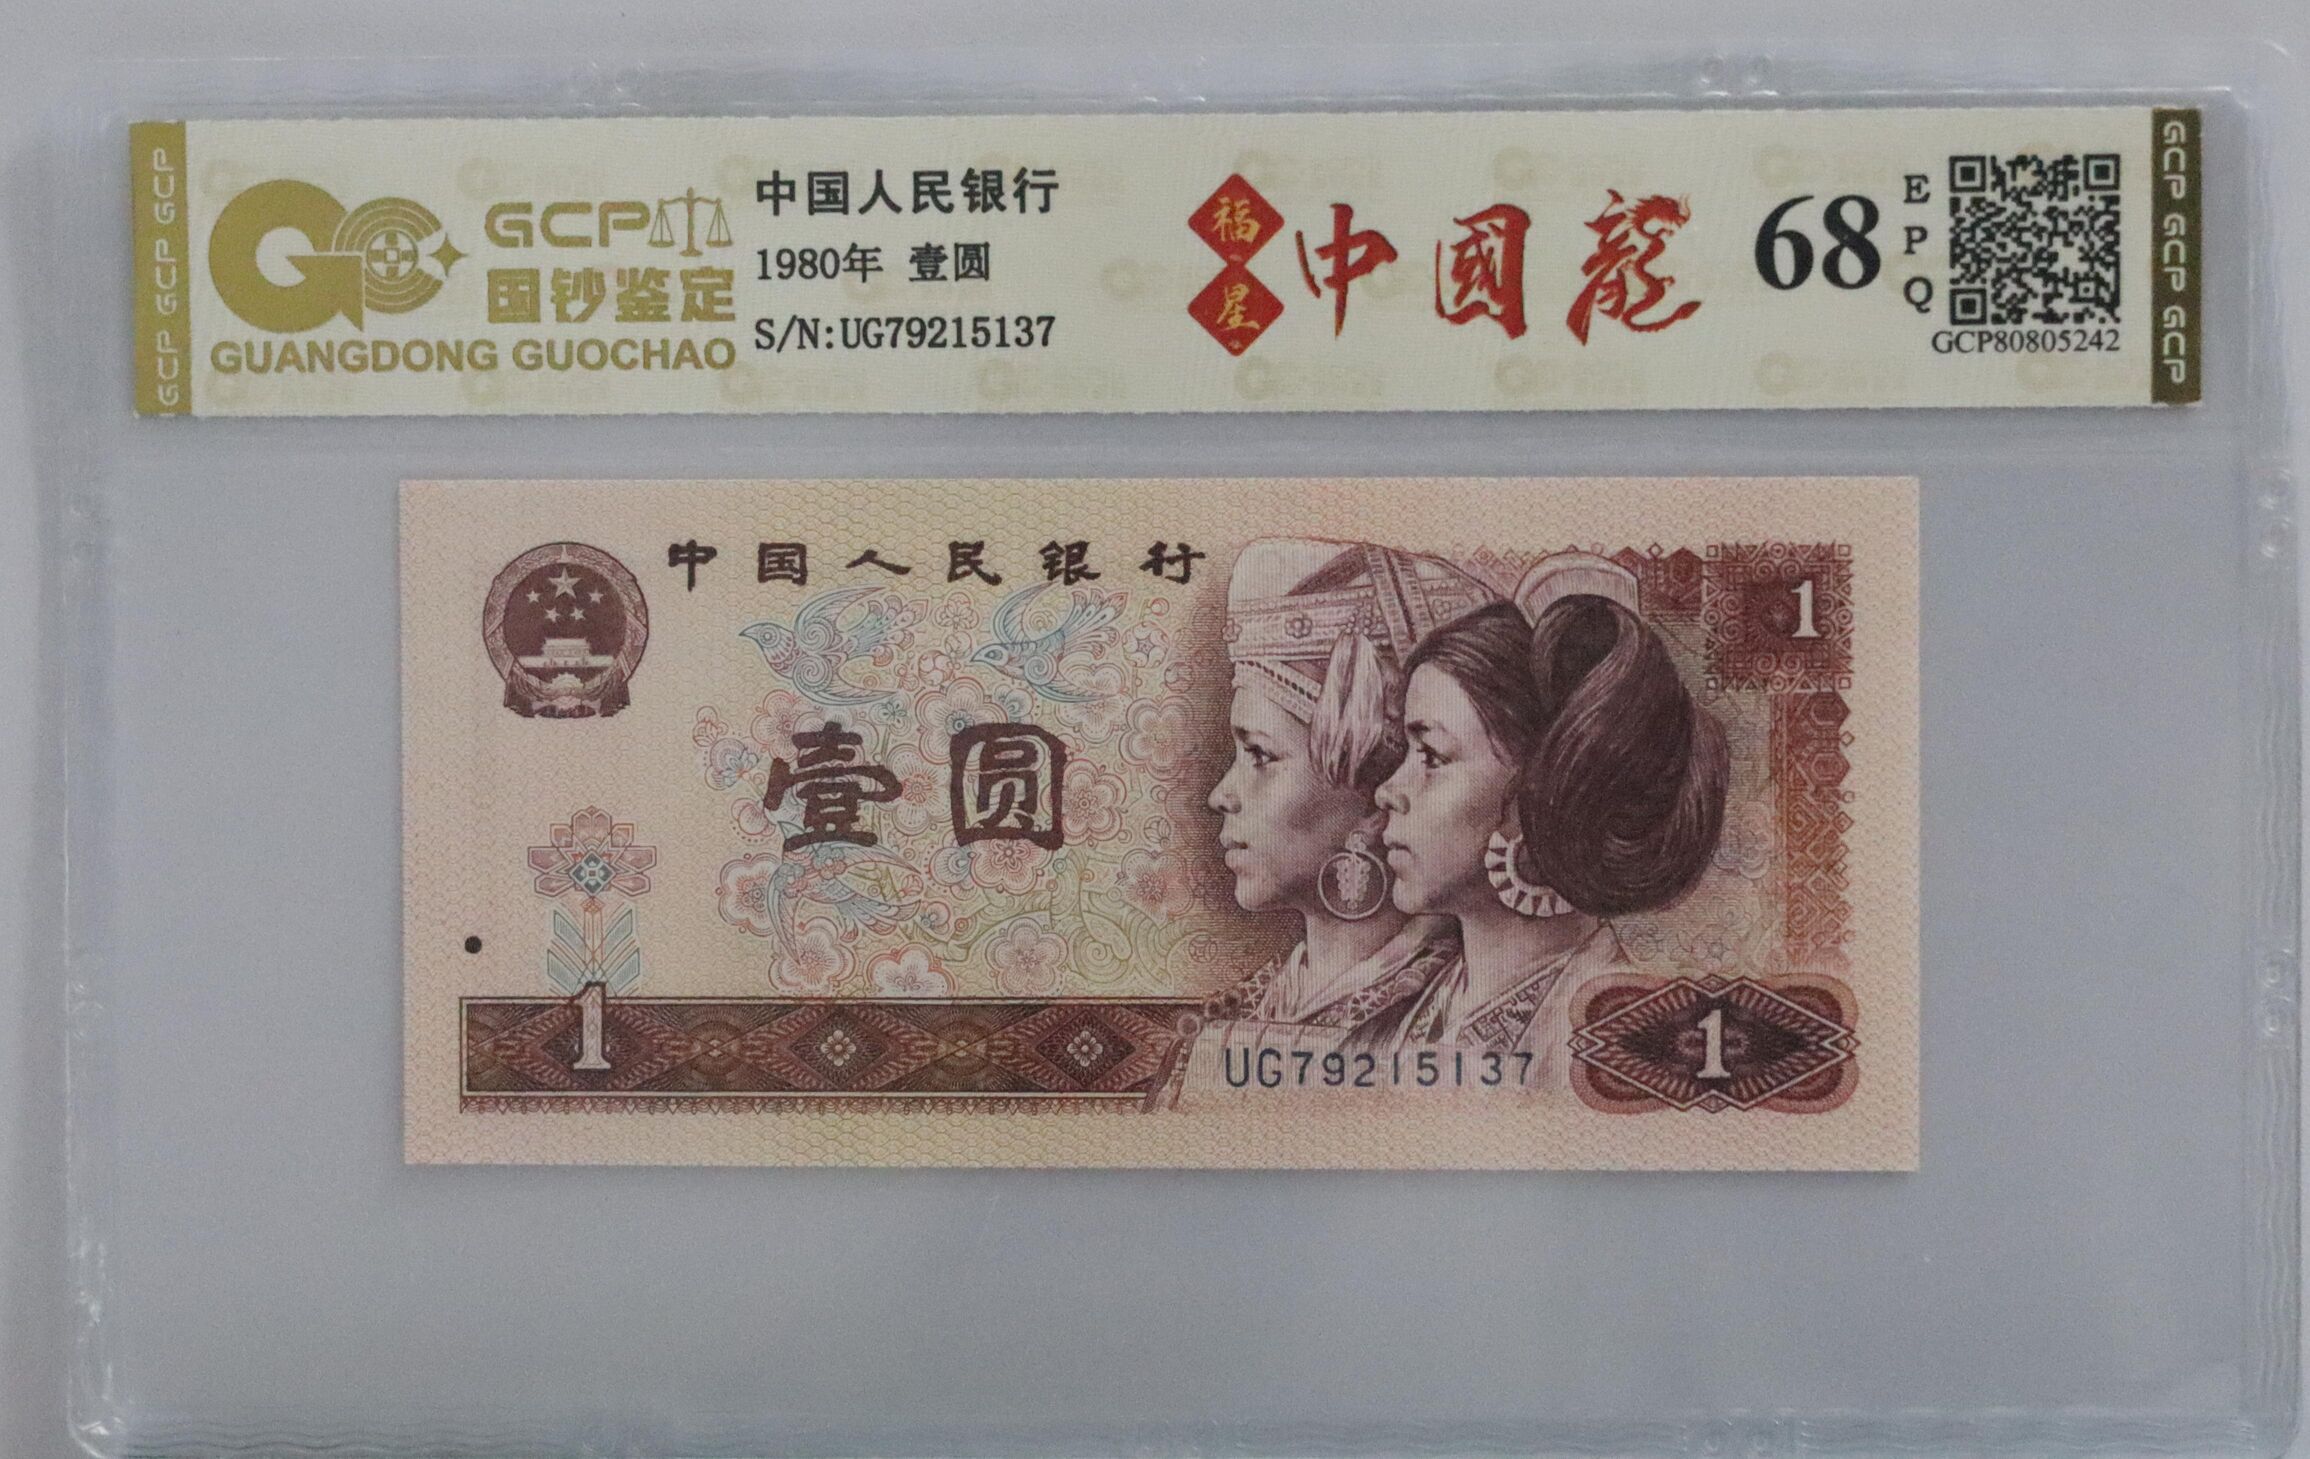 GCP GCP GCP
GCP
国钞鉴定
GUANGDONG GUOCHAO
中国人民银行
1980年 壹圆
S/N:UG79215137
福星
中國龍
68
EPQ
GCP80805242
GCP GCP GCP
中国人民银行
1
壹圆
1
UG79215137
1